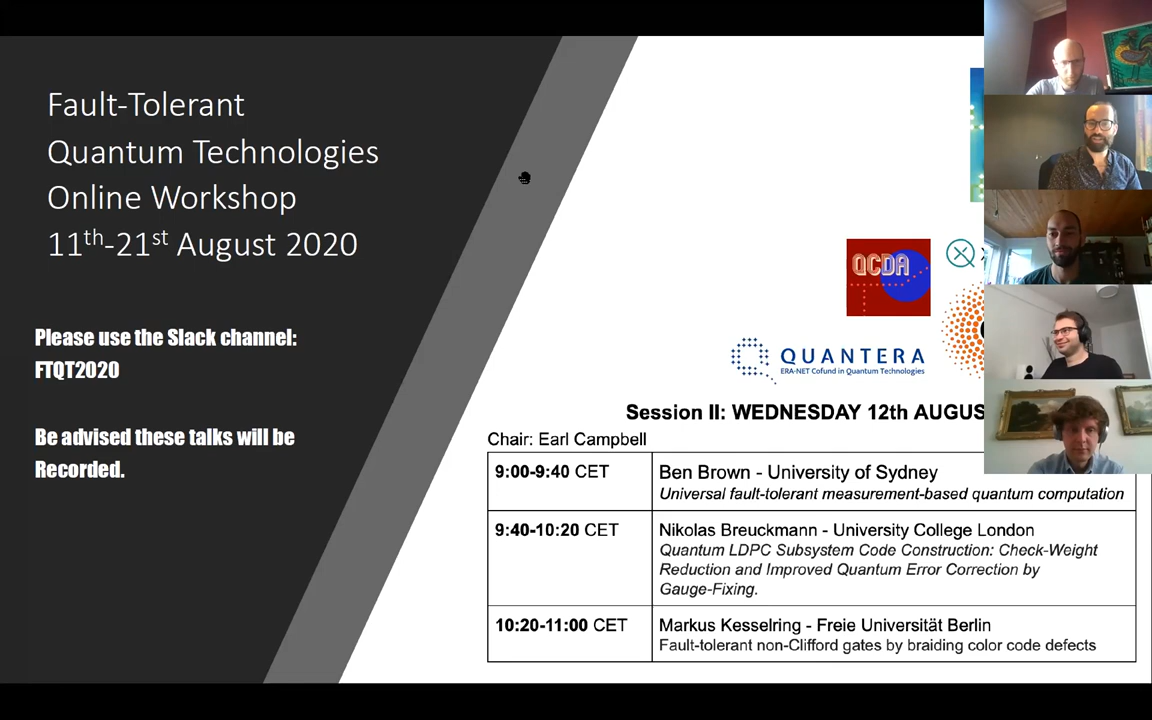 Fault-Tolerant
Quantum Technologies
Online Workshop
11th-21st August 2020
Please use the Slack channel:
FTQT2020
Be advised these talks will be
Recorded.
QCDA
QUANTERA
ERA-NET Cofund in Quantum Technologies
Session II: WEDNESDAY 12th AUGUS
Chair: Earl Campbell
9:00-9:40 CET
Ben Brown - University of Sydney
Universal fault-tolerant measurement-based quantum computation
9:40-10:20 CET
Nikolas Breuckmann - University College London
Quantum LDPC Subsystem Code Construction: Check-Weight
Reduction and Improved Quantum Error Correction by
Gauge-Fixing.
10:20-11:00 CET
Markus Kesselring - Freie Universität Berlin
Fault-tolerant non-Clifford gates by braiding color code defects